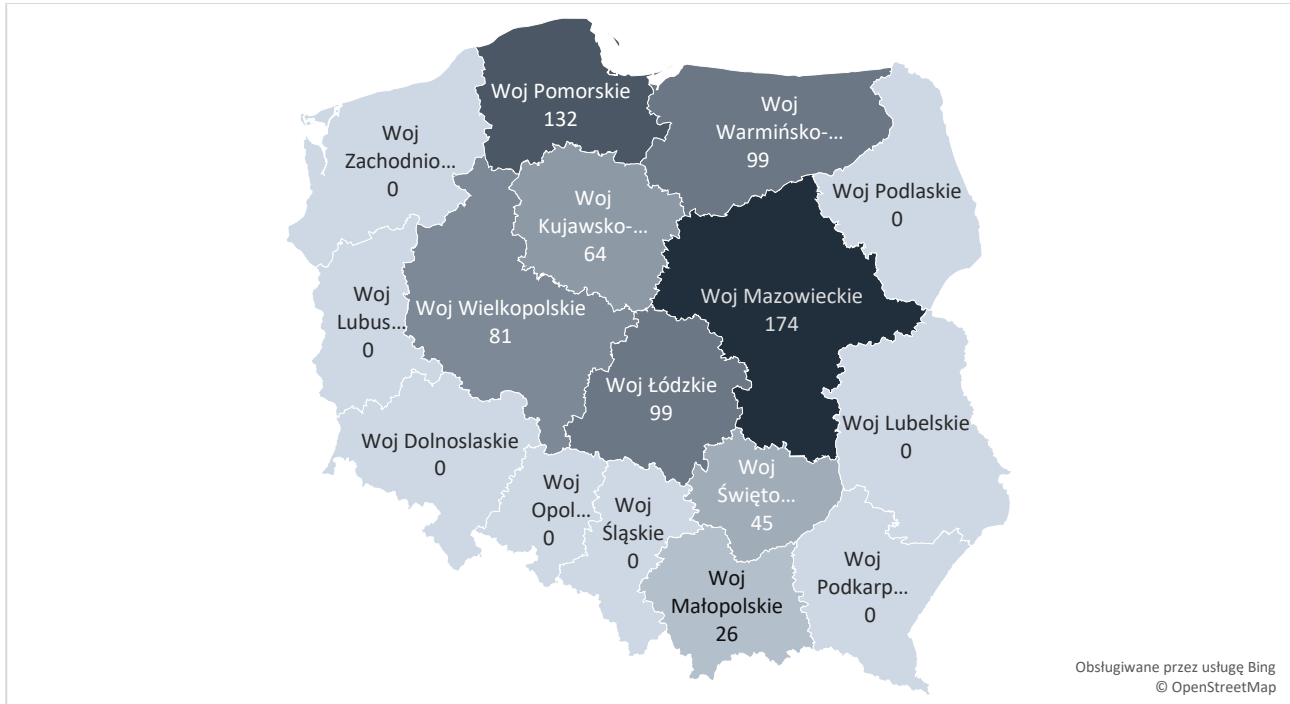 Woj Pomorskie
132
Woj
Warmińsko-...
99
Woj
Zachodnio...
0
Woj Podlaskie
0
Woj
Kujawsko-...
64
Woj Mazowieckie
174
Woj
Lubus...
0
Woj Wielkopolskie
81
Woj Łódzkie
99
Woj Lubelskie
0
Woj Dolnoslaskie
0
Woj
Opol...
0
Woj
Śląskie
0
Woj
Święto...
45
Woj
Małopolskie
26
Woj
Podkarp...
0
Obsługiwane przez usługę Bing
© OpenStreetMap